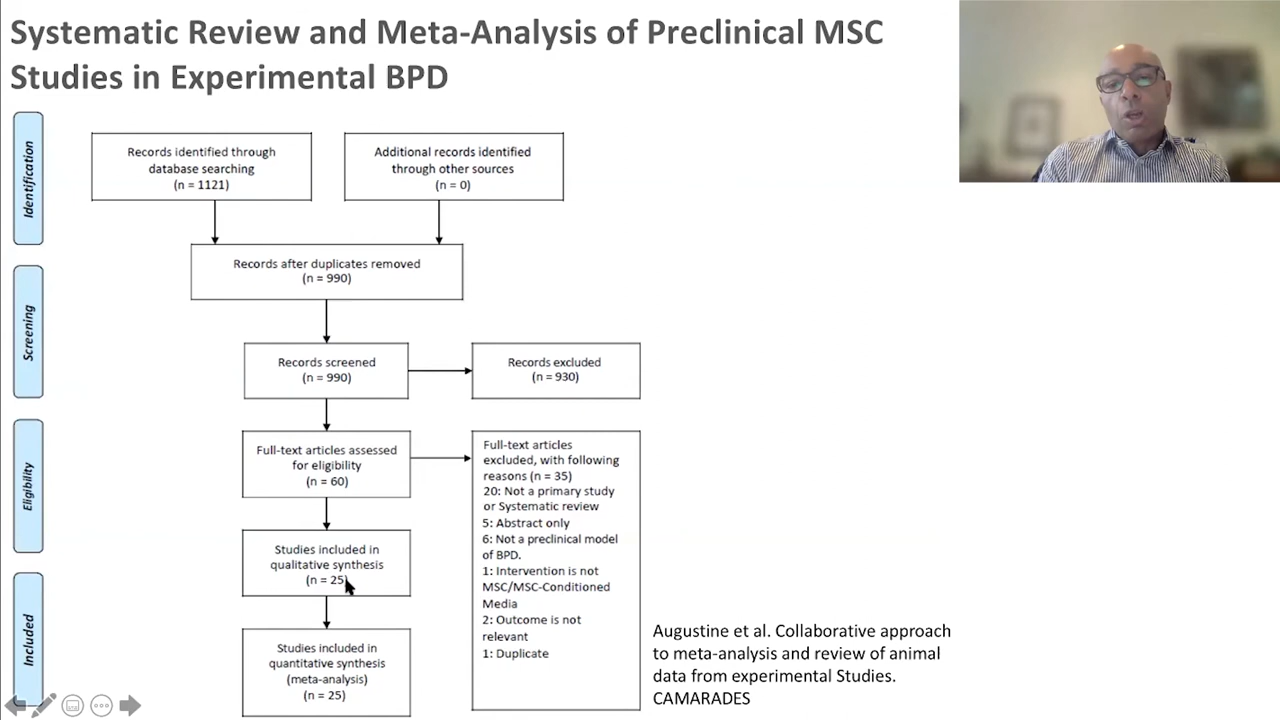 Systematic Review and Meta-Analysis of Preclinical MSC
Studies in Experimental BPD
Identification
Records identified through
database searching
(n = 1121)
Additional records identified
through other sources
(n = 0)
Records after duplicates removed
(n = 990)
Screening
Records screened
(n = 990)
Records excluded
(n = 930)
Eligibility
Full-text articles assessed
for eligibility
(n = 60)
Full-text articles
excluded, with following
reasons (n = 35)
20: Not a primary study
or Systematic review
5: Abstract only
6: Not a preclinical model
of BPD.
1: Intervention is not
MSC/MSC-Conditioned
Media
2: Outcome is not
relevant
1: Duplicate
Studies included in
qualitative synthesis
(n = 25)
Included
Studies included in
quantitative synthesis
(meta-analysis)
(n = 25)
Augustine et al. Collaborative approach
to meta-analysis and review of animal
data from experimental Studies.
CAMARADES